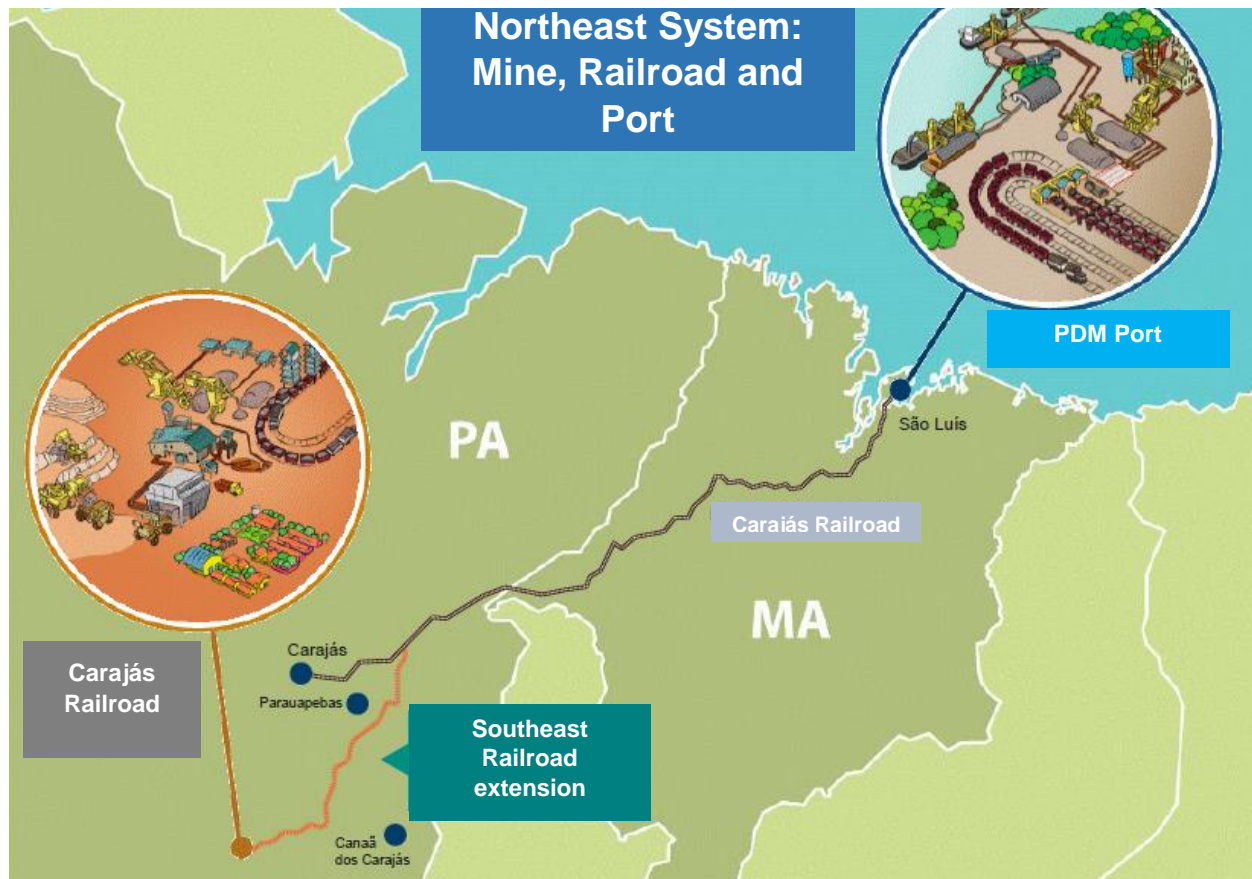 Northeast System:
Mine, Railroad and
Port
PDM Port
São Luís
PA
Caraiás Railroad
MA
Carajás
Carajás
Railroad
Parauapebas
Southeast
Railroad
extension
Canaã
dos Carajás